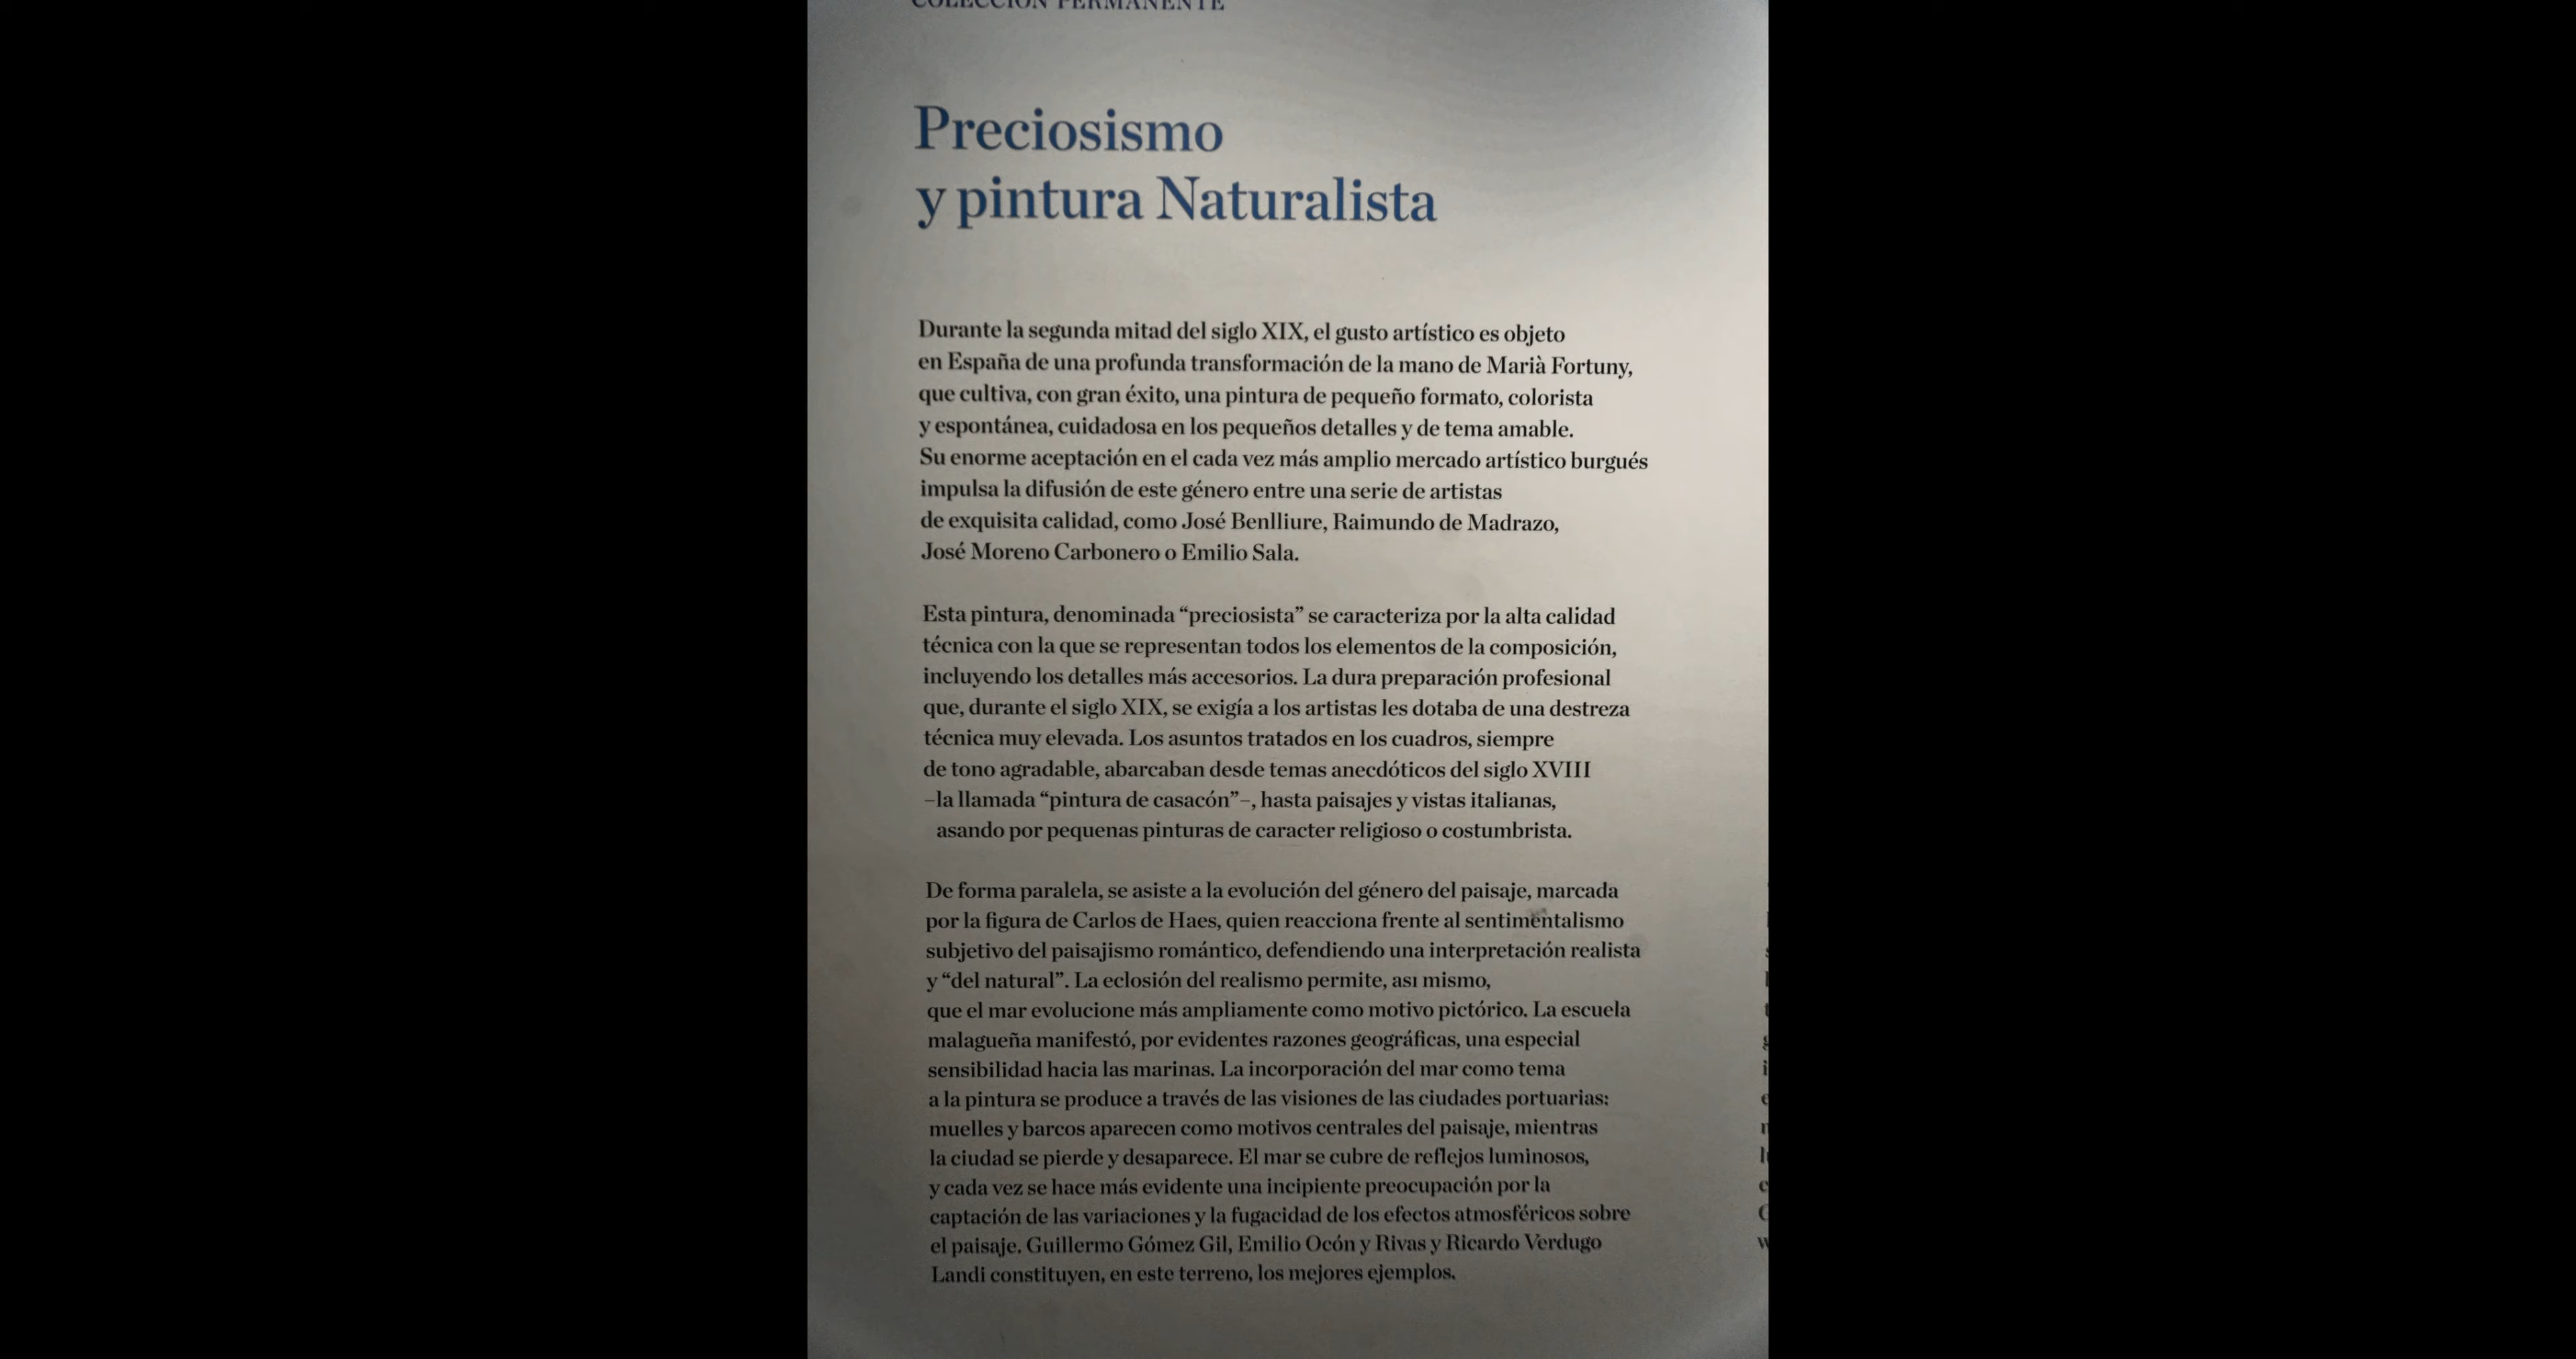 COLECCIÓN PERMANENTE
Preciosismo
y pintura Naturalista
Durante la segunda mitad del siglo XIX, el gusto artístico es objeto
en España de una profunda transformación de la mano de Marià Fortuny,
que cultiva, con gran éxito, una pintura de pequeño formato, colorista
y espontánea, cuidadosa en los pequeños detalles y de tema amable.
Su enorme aceptación en el cada vez más amplio mercado artístico burgués
impulsa la difusión de este género entre una serie de artistas
de exquisita calidad, como José Benlliure, Raimundo de Madrazo,
José Moreno Carbonero o Emilio Sala.
Esta pintura, denominada “preciosista” se caracteriza por la alta calidad
técnica con la que se representan todos los elementos de la composición,
incluyendo los detalles más accesorios. La dura preparación profesional
que, durante el siglo XIX, se exigía a los artistas les dotaba de una destreza
técnica muy elevada. Los asuntos tratados en los cuadros, siempre
de tono agradable, abarcaban desde temas anecdóticos del siglo XVIII
–la llamada “pintura de casacón”–, hasta paisajes y vistas italianas,
asando por pequenas pinturas de caracter religioso o costumbrista.
De forma paralela, se asiste a la evolución del género del paisaje, marcada
por la figura de Carlos de Haes, quien reacciona frente al sentimentalismo
subjetivo del paisajismo romántico, defendiendo una interpretación realista
y “del natural”. La eclosión del realismo permite, ası mismo,
que el mar evolucione más ampliamente como motivo pictórico. La escuela
malagueña manifestó, por evidentes razones geográficas, una especial
sensibilidad hacia las marinas. La incorporación del mar como tema
a la pintura se produce a través de las visiones de las ciudades portuarias:
muelles y barcos aparecen como motivos centrales del paisaje, mientras
la ciudad se pierde y desaparece. El mar se cubre de reflejos luminosos,
y cada vez se hace más evidente una incipiente preocupación por la
captación de las variaciones y la fugacidad de los efectos atmosféricos sobre
el paisaje. Guillermo Gómez Gil, Emilio Ocón y Rivas y Ricardo Verdugo
Landi constituyen, en este terreno, los mejores ejemplos.